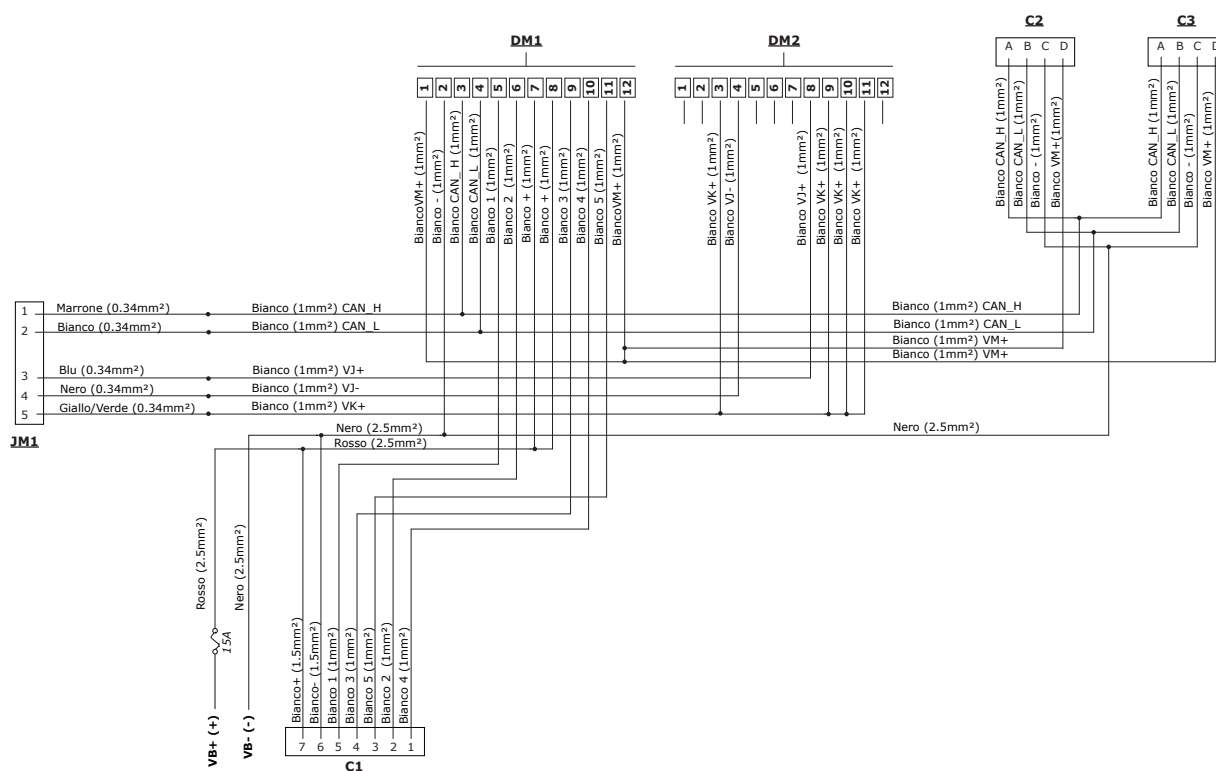 DM1
DM2
C2
C3
A B C D
A B C D
1 2 3 4 5 6 7 8 9 10 11 12
1 2 3 4 5 6 7 8 9 10 11 12
BiancoVM+ (1mm²)
Bianco - (1mm²)
Bianco CAN_ H (1mm²)
Bianco CAN_L (1mm²)
Bianco 1 (1mm²)
Bianco 2 (1mm²)
Bianco + (1mm²)
Bianco + (1mm²)
Bianco 3 (1mm²)
Bianco 4 (1mm²)
Bianco 5 (1mm²)
BiancoVM+ (1mm²)
Bianco VK+ (1mm²)
Bianco VJ- (1mm²)
Bianco VJ+ (1mm²)
Bianco VK+ (1mm²)
Bianco VK+ (1mm²)
Bianco VK+ (1mm²)
Bianco CAN_H (1mm²)
Bianco CAN_L (1mm²)
Bianco - (1mm²)
Bianco VM+(1mm²)
Bianco CAN_H (1mm²)
Bianco CAN_L (1mm²)
Bianco - (1mm²)
Bianco VM+ (1mm²)
1 Marrone (0.34mm²) Bianco (1mm²) CAN_H Bianco (1mm²) CAN_H
2 Bianco (0.34mm²) Bianco (1mm²) CAN_L Bianco (1mm²) CAN_L
Bianco (1mm²) VM+
Bianco (1mm²) VM+
3 Blu (0.34mm²) Bianco (1mm²) VJ+
4 Nero (0.34mm²) Bianco (1mm²) VJ-
5 Giallo/Verde (0.34mm²) Bianco (1mm²) VK+
JM1
Nero (2.5mm²) Nero (2.5mm²)
Rosso (2.5mm²)
Rosso (2.5mm²)
Nero (2.5mm²)
15A
VB+ (+)
VB- (-)
Bianco+ (1.5mm²)
Bianco- (1.5mm²)
Bianco 1 (1mm²)
Bianco 3 (1mm²)
Bianco 5 (1mm²)
Bianco 2 (1mm²)
Bianco 4 (1mm²)
7 6 5 4 3 2 1
C1